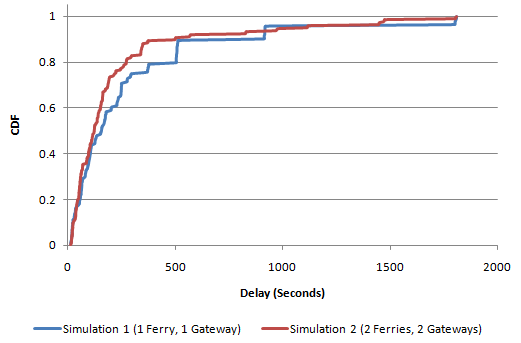 1
0.8
0.6
0.4
0.2
0
CDF
0 500 1000 1500 2000
Delay (Seconds)
Simulation 1 (1 Ferry, 1 Gateway) Simulation 2 (2 Ferries, 2 Gateways)